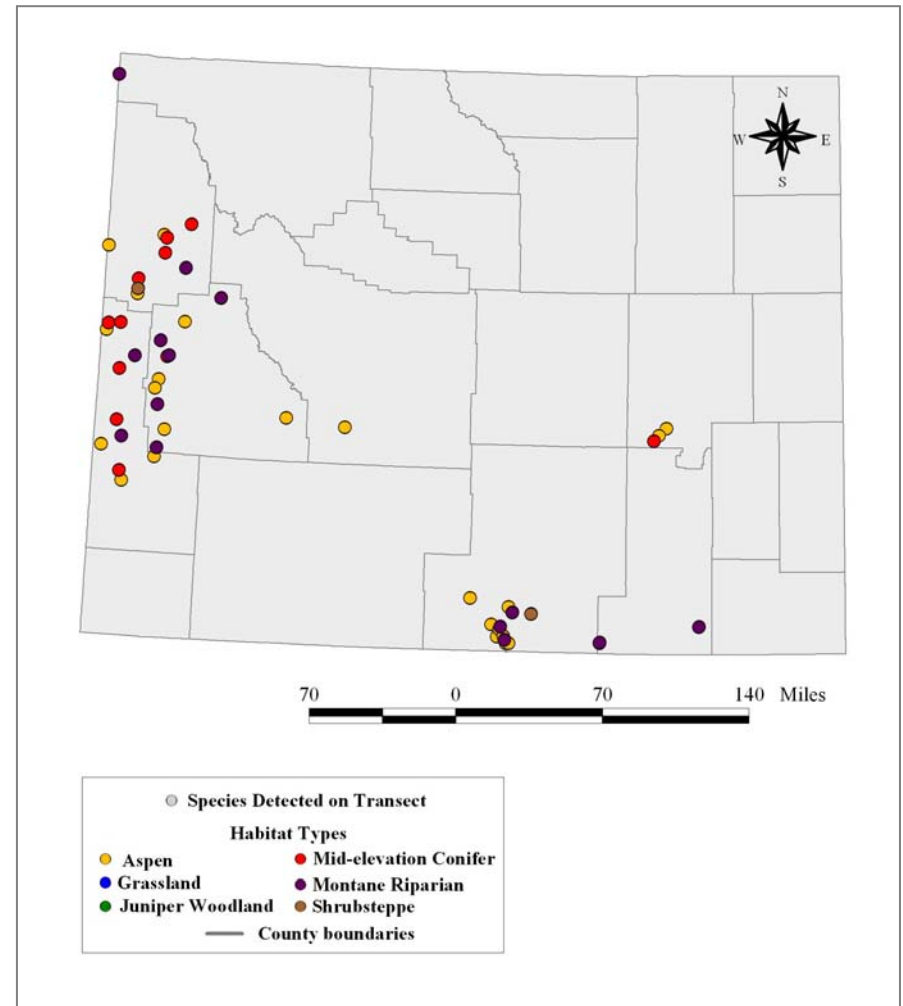 N
W E
S
70 0 70 140 Miles
Species Detected on Transect
Habitat Types
Aspen Mid-elevation Conifer
Grassland Montane Riparian
Juniper Woodland Shrubsteppe
County boundaries